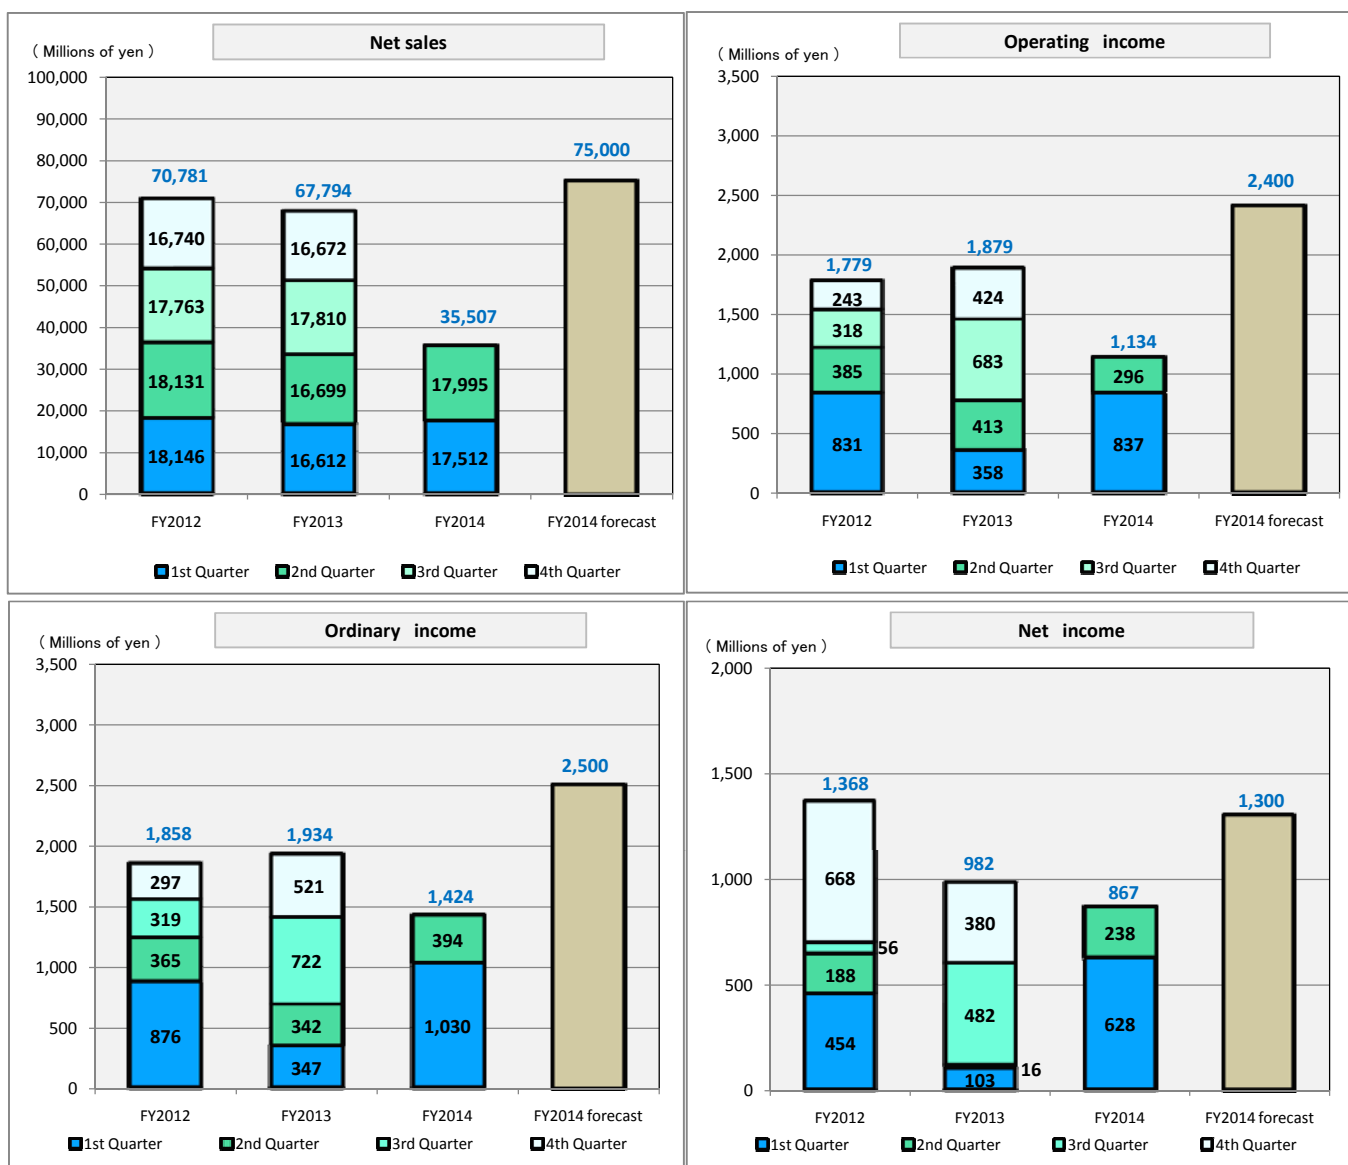 Net sales
( Millions of yen )
100,000
90,000
80,000
70,000
60,000
50,000
40,000
30,000
20,000
10,000
0
70,781
67,794
35,507
75,000
16,740
17,763
18,131
18,146
16,672
17,810
16,699
16,612
17,995
17,512
FY2012
FY2013
FY2014
FY2014 forecast
1st Quarter
2nd Quarter
3rd Quarter
4th Quarter
Operating income
( Millions of yen )
3,500
3,000
2,500
2,000
1,500
1,000
500
0
1,779
1,879
1,134
2,400
243
318
385
831
424
683
413
358
296
837
FY2012
FY2013
FY2014
FY2014 forecast
1st Quarter
2nd Quarter
3rd Quarter
4th Quarter
Ordinary income
( Millions of yen )
3,500
3,000
2,500
2,000
1,500
1,000
500
0
1,858
1,934
1,424
2,500
297
319
365
876
521
722
342
347
394
1,030
FY2012
FY2013
FY2014
FY2014 forecast
1st Quarter
2nd Quarter
3rd Quarter
4th Quarter
Net income
( Millions of yen )
2,000
1,500
1,000
500
0
1,368
982
867
1,300
668
56
188
454
380
482
16
103
238
628
FY2012
FY2013
FY2014
FY2014 forecast
1st Quarter
2nd Quarter
3rd Quarter
4th Quarter